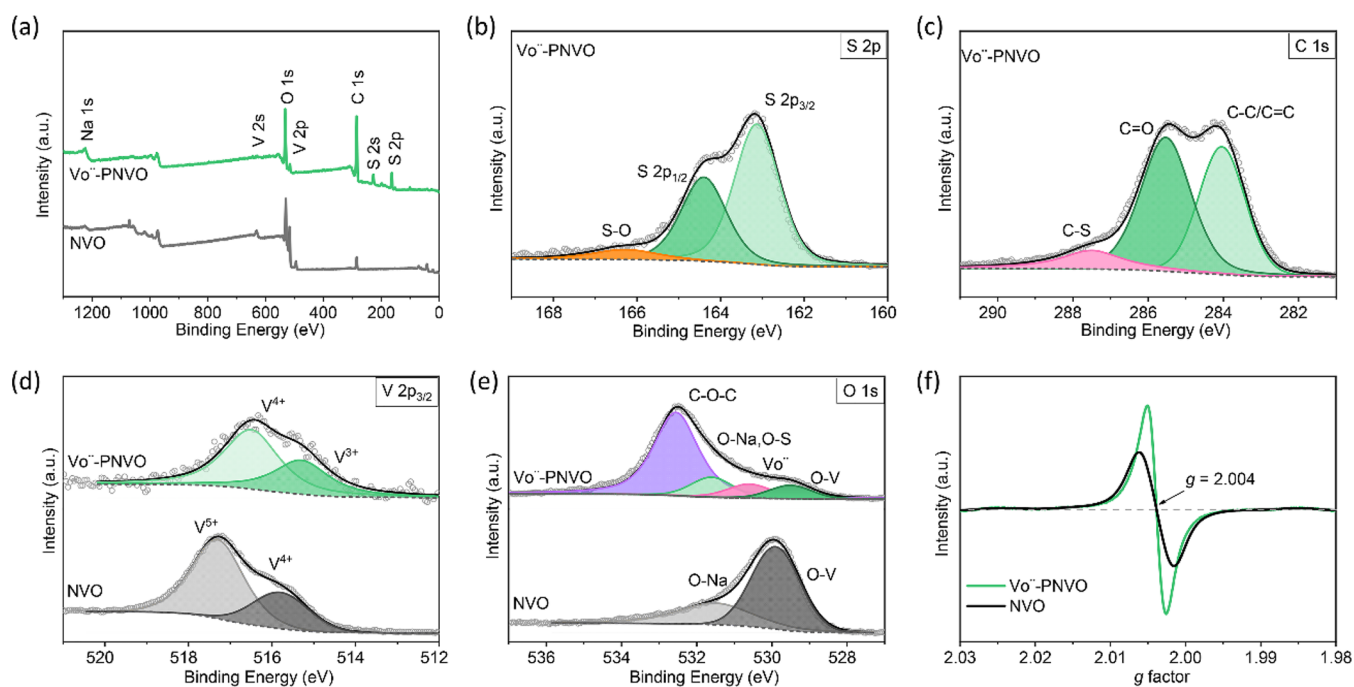 (a)
Na 1s
V 2s
O 1s
V 2p
C 1s
S 2s
S 2p
Vo¨-PNVO
NVO
Intensity (a.u.)
1200 1000 800 600 400 200 0
Binding Energy (eV)
(b)
Vo¨-PNVO
S 2p
S 2p3/2
S 2p1/2
S-O
Intensity (a.u.)
168 166 164 162 160
Binding Energy (eV)
(c)
Vo¨-PNVO
C 1s
C-C/C=C
C=O
C-S
Intensity (a.u.)
290 288 286 284 282
Binding Energy (eV)
(d)
V 2p3/2
V4+
V3+
Vo¨-PNVO
V5+
V4+
NVO
Intensity (a.u.)
520 518 516 514 512
Binding Energy (eV)
(e)
O 1s
C-O-C
O-Na,O-S
Vo¨
O-V
Vo¨-PNVO
O-Na
O-V
NVO
Intensity (a.u.)
536 534 532 530 528
Binding Energy (eV)
(f)
g = 2.004
Vo¨-PNVO
NVO
Intensity (a.u.)
2.03 2.02 2.01 2.00 1.99 1.98
g factor